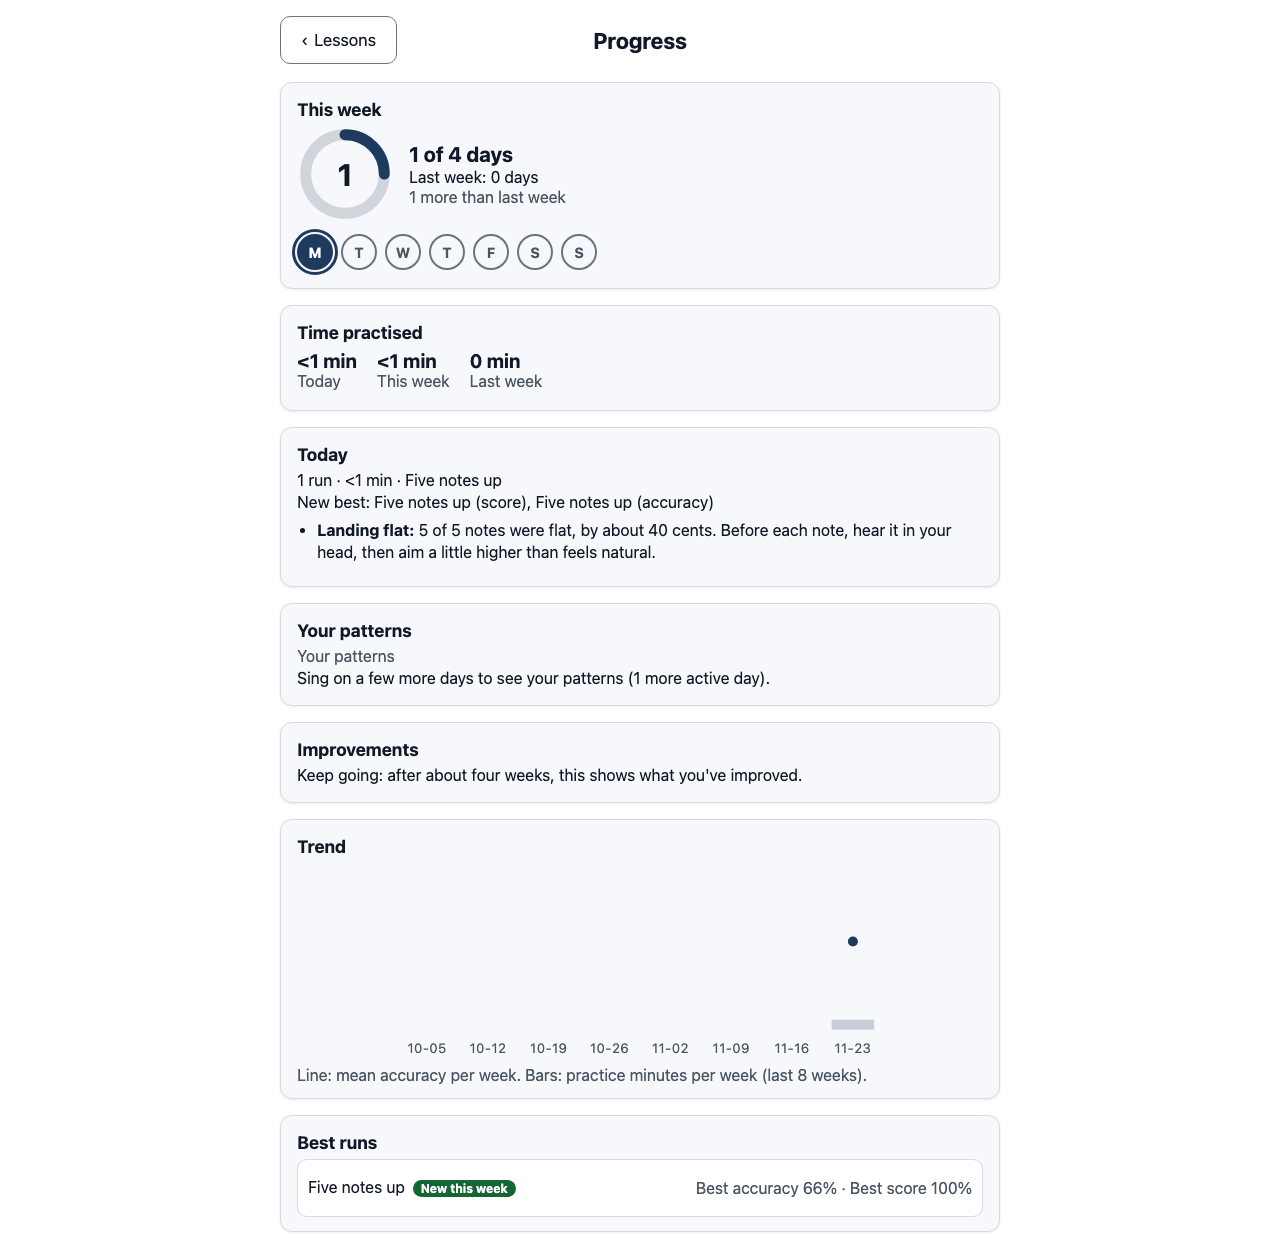 ‹ Lessons
Progress
This week
1
1 of 4 days
Last week: 0 days
1 more than last week
M T W T F S S
Time practised
<1 min <1 min 0 min
Today This week Last week
Today
1 run · <1 min · Five notes up
New best: Five notes up (score), Five notes up (accuracy)
• Landing flat: 5 of 5 notes were flat, by about 40 cents. Before each note, hear it in your
head, then aim a little higher than feels natural.
Your patterns
Your patterns
Sing on a few more days to see your patterns (1 more active day).
Improvements
Keep going: after about four weeks, this shows what you've improved.
Trend
10-05 10-12 10-19 10-26 11-02 11-09 11-16 11-23
Line: mean accuracy per week. Bars: practice minutes per week (last 8 weeks).
Best runs
Five notes up New this week Best accuracy 66% · Best score 100%